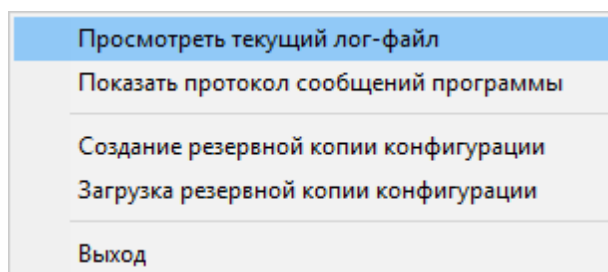 Просмотреть текущий лог-файл
Показать протокол сообщений программы
Создание резервной копии конфигурации
Загрузка резервной копии конфигурации
Выход